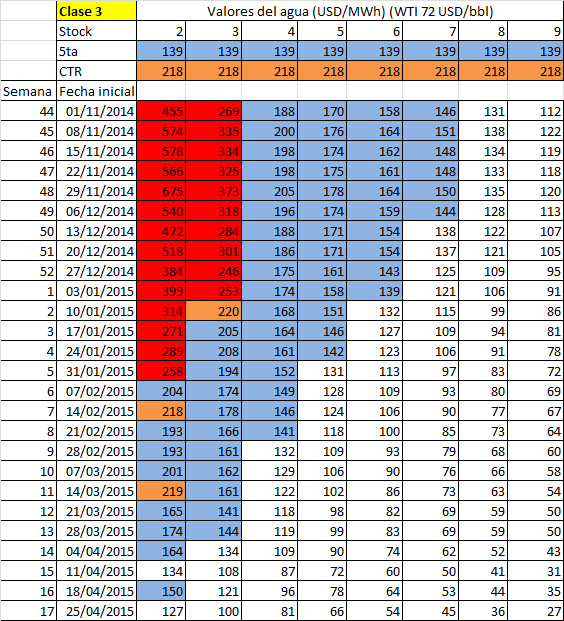 Clase 3 Valores del agua (USD/MWh) (WTI 72 USD/bbl)
Stock 2 3 4 5 6 7 8 9
5ta 139 139 139 139 139 139 139 139
CTR 218 218 218 218 218 218 218 218
Semana Fecha inicial
44 01/11/2014 455 269 188 170 158 146 131 112
45 08/11/2014 574 335 200 176 164 151 138 122
46 15/11/2014 578 334 198 174 162 148 134 119
47 22/11/2014 566 325 198 175 161 148 133 118
48 29/11/2014 675 373 205 178 164 150 135 120
49 06/12/2014 540 318 196 174 159 144 128 113
50 13/12/2014 472 284 188 171 154 138 122 107
51 20/12/2014 518 301 186 171 154 137 121 105
52 27/12/2014 384 246 175 161 143 125 109 95
1 03/01/2015 399 253 174 158 139 121 106 91
2 10/01/2015 314 220 168 151 132 115 99 86
3 17/01/2015 271 205 164 146 127 109 94 81
4 24/01/2015 289 208 161 142 123 106 91 78
5 31/01/2015 258 194 152 131 113 97 83 72
6 07/02/2015 204 174 149 128 109 93 80 69
7 14/02/2015 218 178 146 124 106 90 77 67
8 21/02/2015 193 166 141 118 100 85 73 64
9 28/02/2015 193 161 132 109 93 79 68 60
10 07/03/2015 201 162 129 106 90 76 66 58
11 14/03/2015 219 161 122 102 86 73 63 54
12 21/03/2015 165 141 118 98 82 69 59 50
13 28/03/2015 174 144 119 99 83 69 59 50
14 04/04/2015 164 134 109 90 74 62 52 43
15 11/04/2015 134 108 87 72 60 50 41 31
16 18/04/2015 150 121 96 78 64 53 44 35
17 25/04/2015 127 100 81 66 54 45 36 27